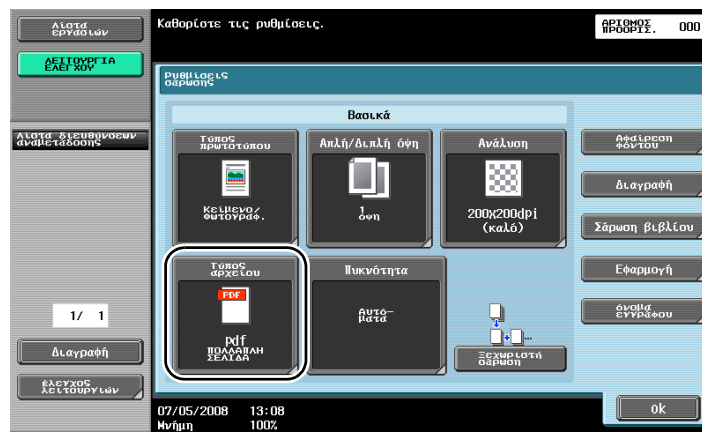 Λίστα
εργασιών
Καθορίστε τις ρυθμίσεις.
ΑΡΙΘΜΟΣ
ΠΡΟΟΡΙΣ.
000
ΛΕΙΤΟΥΡΓΙΑ
ΕΛΕΓΧΟΥ
Ρυθμίσεις
σάρωσης
Βασικά
Λίστα διευθύνσεων
αναμετάδοσης
Τύπος
πρωτοτύπου
Κείμενο/
Φωτογραφ.
Απλή/Διπλή όψη
1
όψη
Ανάλυση
200X200dpi
(καλό)
Αφαίρεση
φόντου
Διαγραφή
Σάρωση βιβλίου
Τύπος
αρχείου
PDF
pdf
ΠΟΛΛΑΠΛΗ
ΣΕΛΙΔΑ
Πυκνότητα
Αυτό-
ματα
Ξεχωριστή
σάρωση
Εφαρμογή
όνομα
εγγράφου
1/ 1
Διαγραφή
έλεγχος
λειτουργιών
07/05/2008 13:08
Μνήμη 100%
Ok